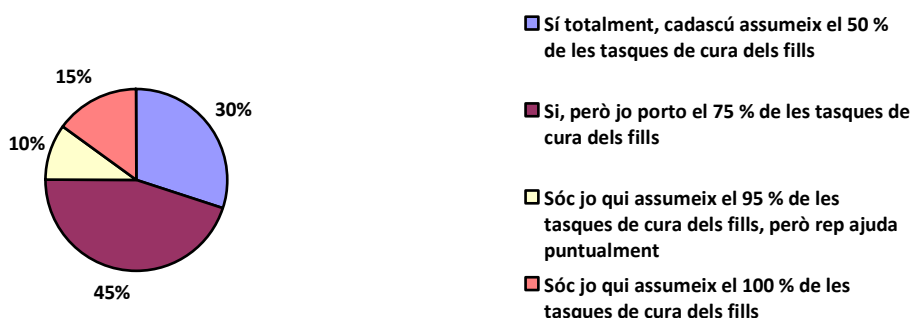 15%
30%
10%
45%
Sí totalment, cadascú assumeix el 50 %
de les tasques de cura dels fills
Si, però jo porto el 75 % de les tasques de
cura dels fills
Sóc jo qui assumeix el 95 % de les
tasques de cura dels fills, però rep ajuda
puntualment
Sóc jo qui assumeix el 100 % de les
tasques de cura dels fills